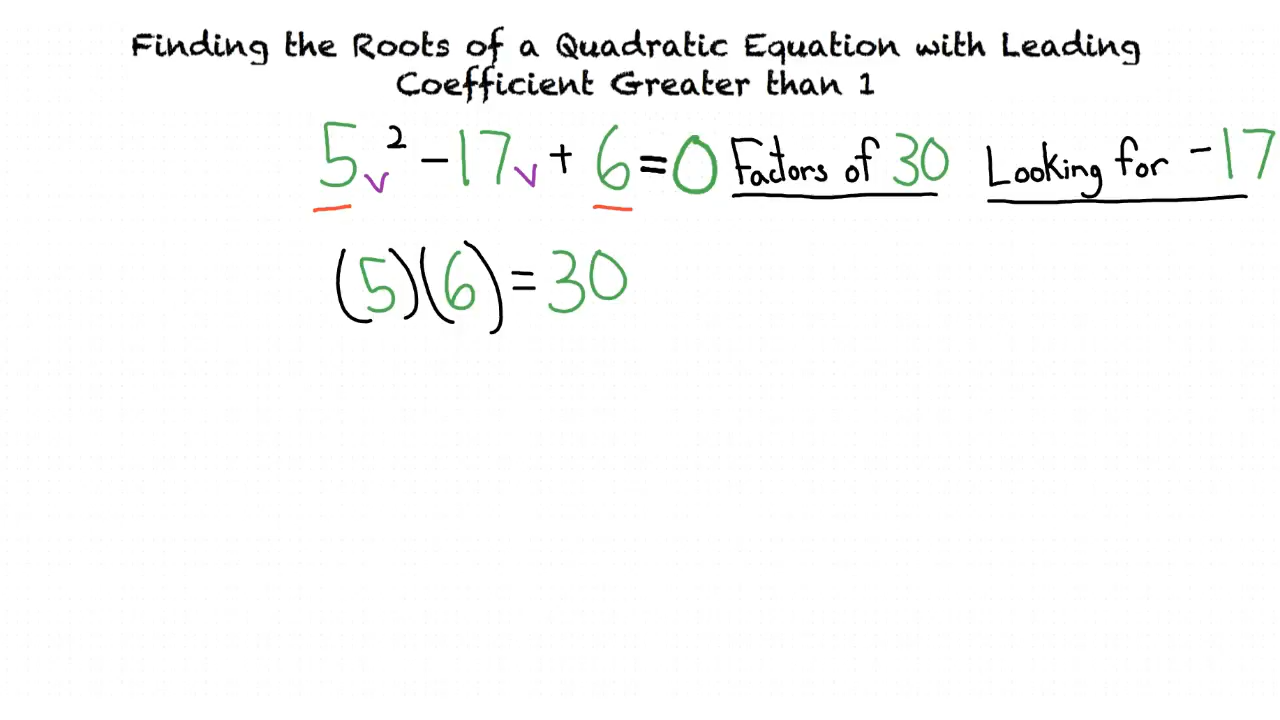 Finding the Roots of a Quadratic Equation with Leading
Coefficient Greater than 1
5v² - 17v + 6 = 0 Factors of 30 Looking for -17
(5)(6) = 30